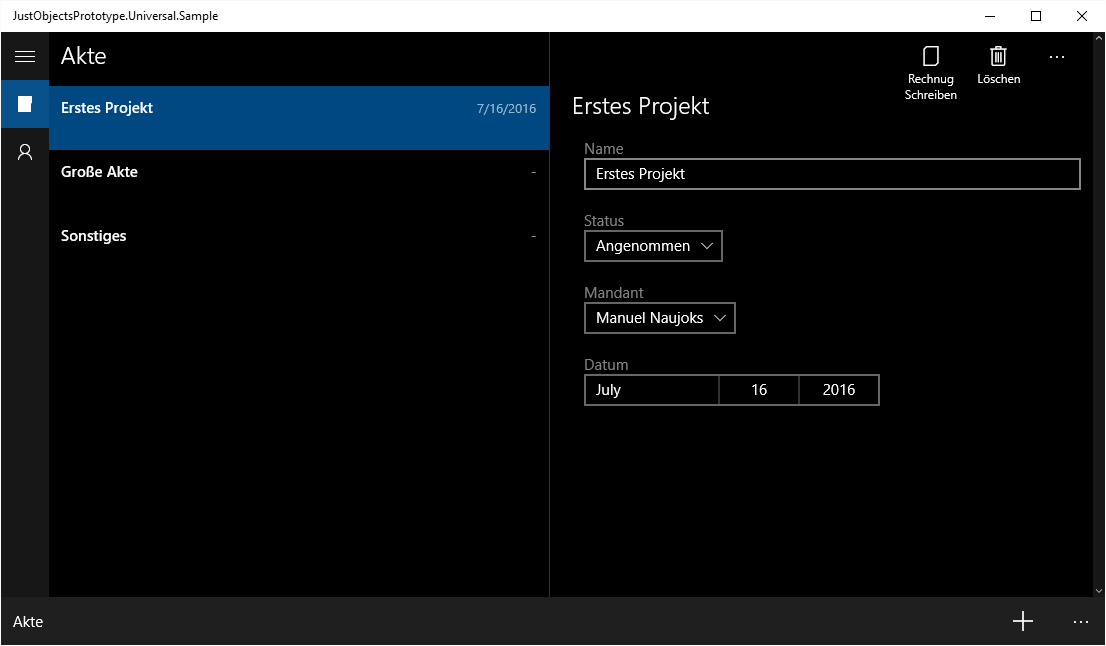 JustObjectsPrototype.Universal.Sample
Akte
Erstes Projekt 7/16/2016
Große Akte -
Sonstiges -
Rechnug
Schreiben
Löschen
...
Erstes Projekt
Name
Erstes Projekt
Status
Angenommen
Mandant
Manuel Naujoks
Datum
July 16 2016
Akte
...